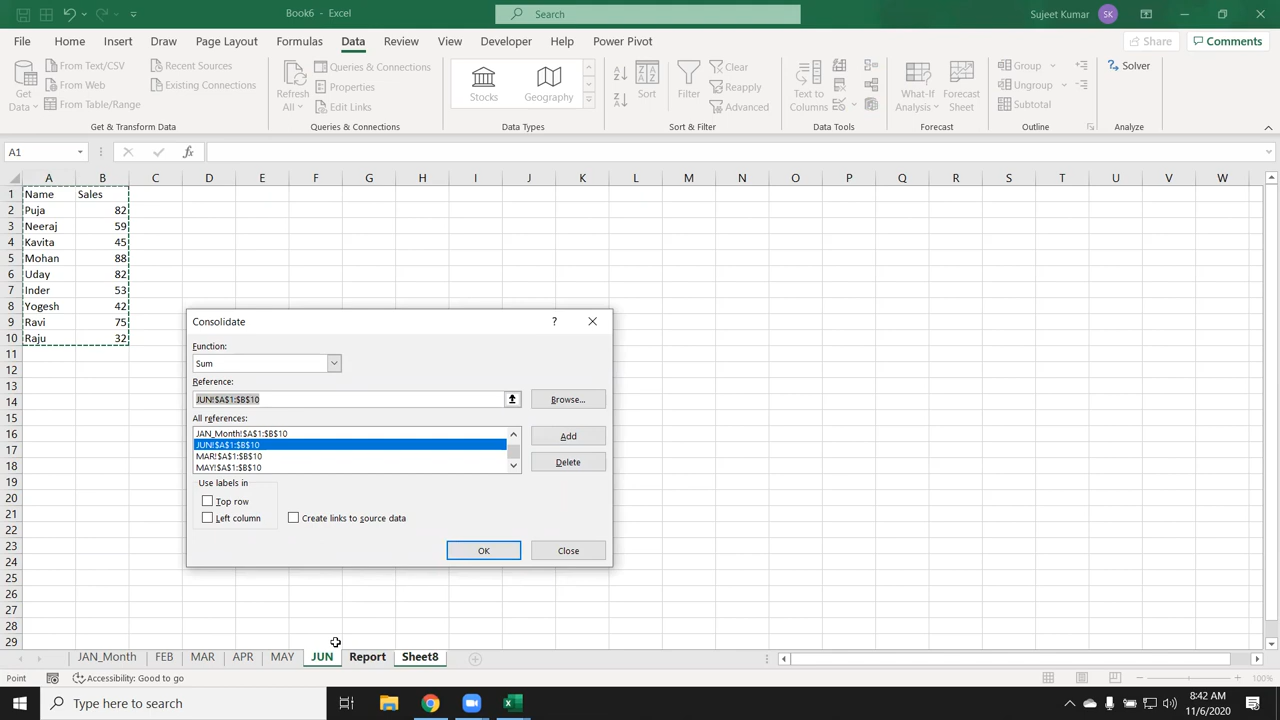 Book6 - Excel
Search
Sujeet Kumar
SK
File Home Insert Draw Page Layout Formulas Data Review View Developer Help Power Pivot
Share
Comments
Get Data
From Text/CSV
From Web
From Table/Range
Recent Sources
Existing Connections
Get & Transform Data
Refresh All
Queries & Connections
Properties
Edit Links
Queries & Connections
Stocks
Geography
Data Types
Sort
Filter
Clear
Reapply
Advanced
Sort & Filter
Text to Columns
Data Tools
What-If Analysis
Forecast Sheet
Forecast
Group
Ungroup
Subtotal
Outline
Solver
Analyze
A1
fx
A B C D E F G H I J K L M N O P Q R S T U V W
1 Name Sales
2 Puja 82
3 Neeraj 59
4 Kavita 45
5 Mohan 88
6 Uday 82
7 Inder 53
8 Yogesh 42
9 Ravi 75
10 Raju 32
11
12
13
14
15
16
17
18
19
20
21
22
23
24
25
26
27
28
29
Consolidate
?
Function:
Sum
Reference:
JUN!$A$1:$B$10
Browse...
All references:
JAN_Month!$A$1:$B$10
JUN!$A$1:$B$10
MAR!$A$1:$B$10
MAY!$A$1:$B$10
Add
Delete
Use labels in
Top row
Left column
Create links to source data
OK
Close
JAN_Month FEB MAR APR MAY JUN Report Sheet8
Point
Accessibility: Good to go
100%
Type here to search
8:42 AM
11/6/2020